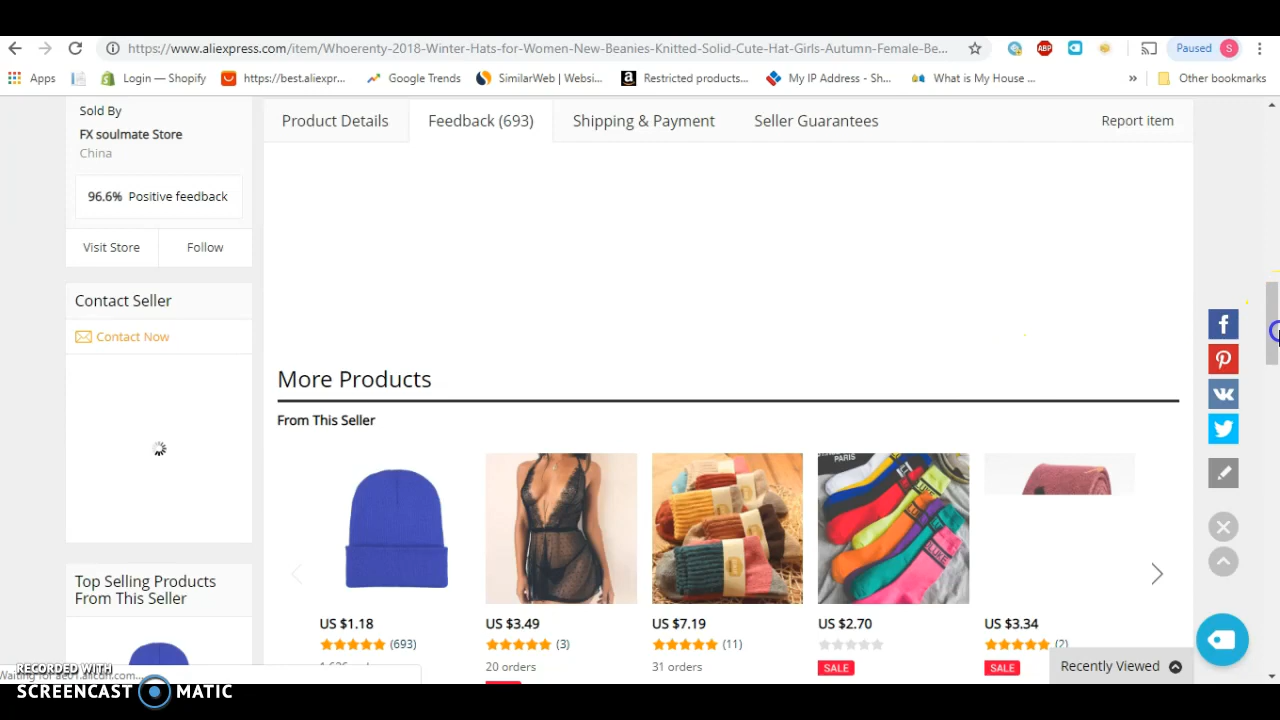 https://www.aliexpress.com/item/Whoerenty-2018-Winter-Hats-for-Women-New-Beanies-Knitted-Solid-Cute-Hat-Girls-Autumn-Female-Be...
ABP
Paused
S
Apps
Login — Shopify
https://best.aliexpr...
Google Trends
SimilarWeb | Websi...
a
Restricted products...
My IP Address - Sh...
What is My House ...
»
Other bookmarks
Sold By
FX soulmate Store
China
96.6% Positive feedback
Visit Store
Follow
Contact Seller
Contact Now
Top Selling Products
From This Seller
Product Details
Feedback (693)
Shipping & Payment
Seller Guarantees
Report item
More Products
From This Seller
PARIS
US $1.18
US $3.49
US $7.19
US $2.70
US $3.34
(693)
(3)
(11)
(2)
20 orders
31 orders
SALE
SALE
Recently Viewed
RECORDED WITH
SCREENCAST MATIC